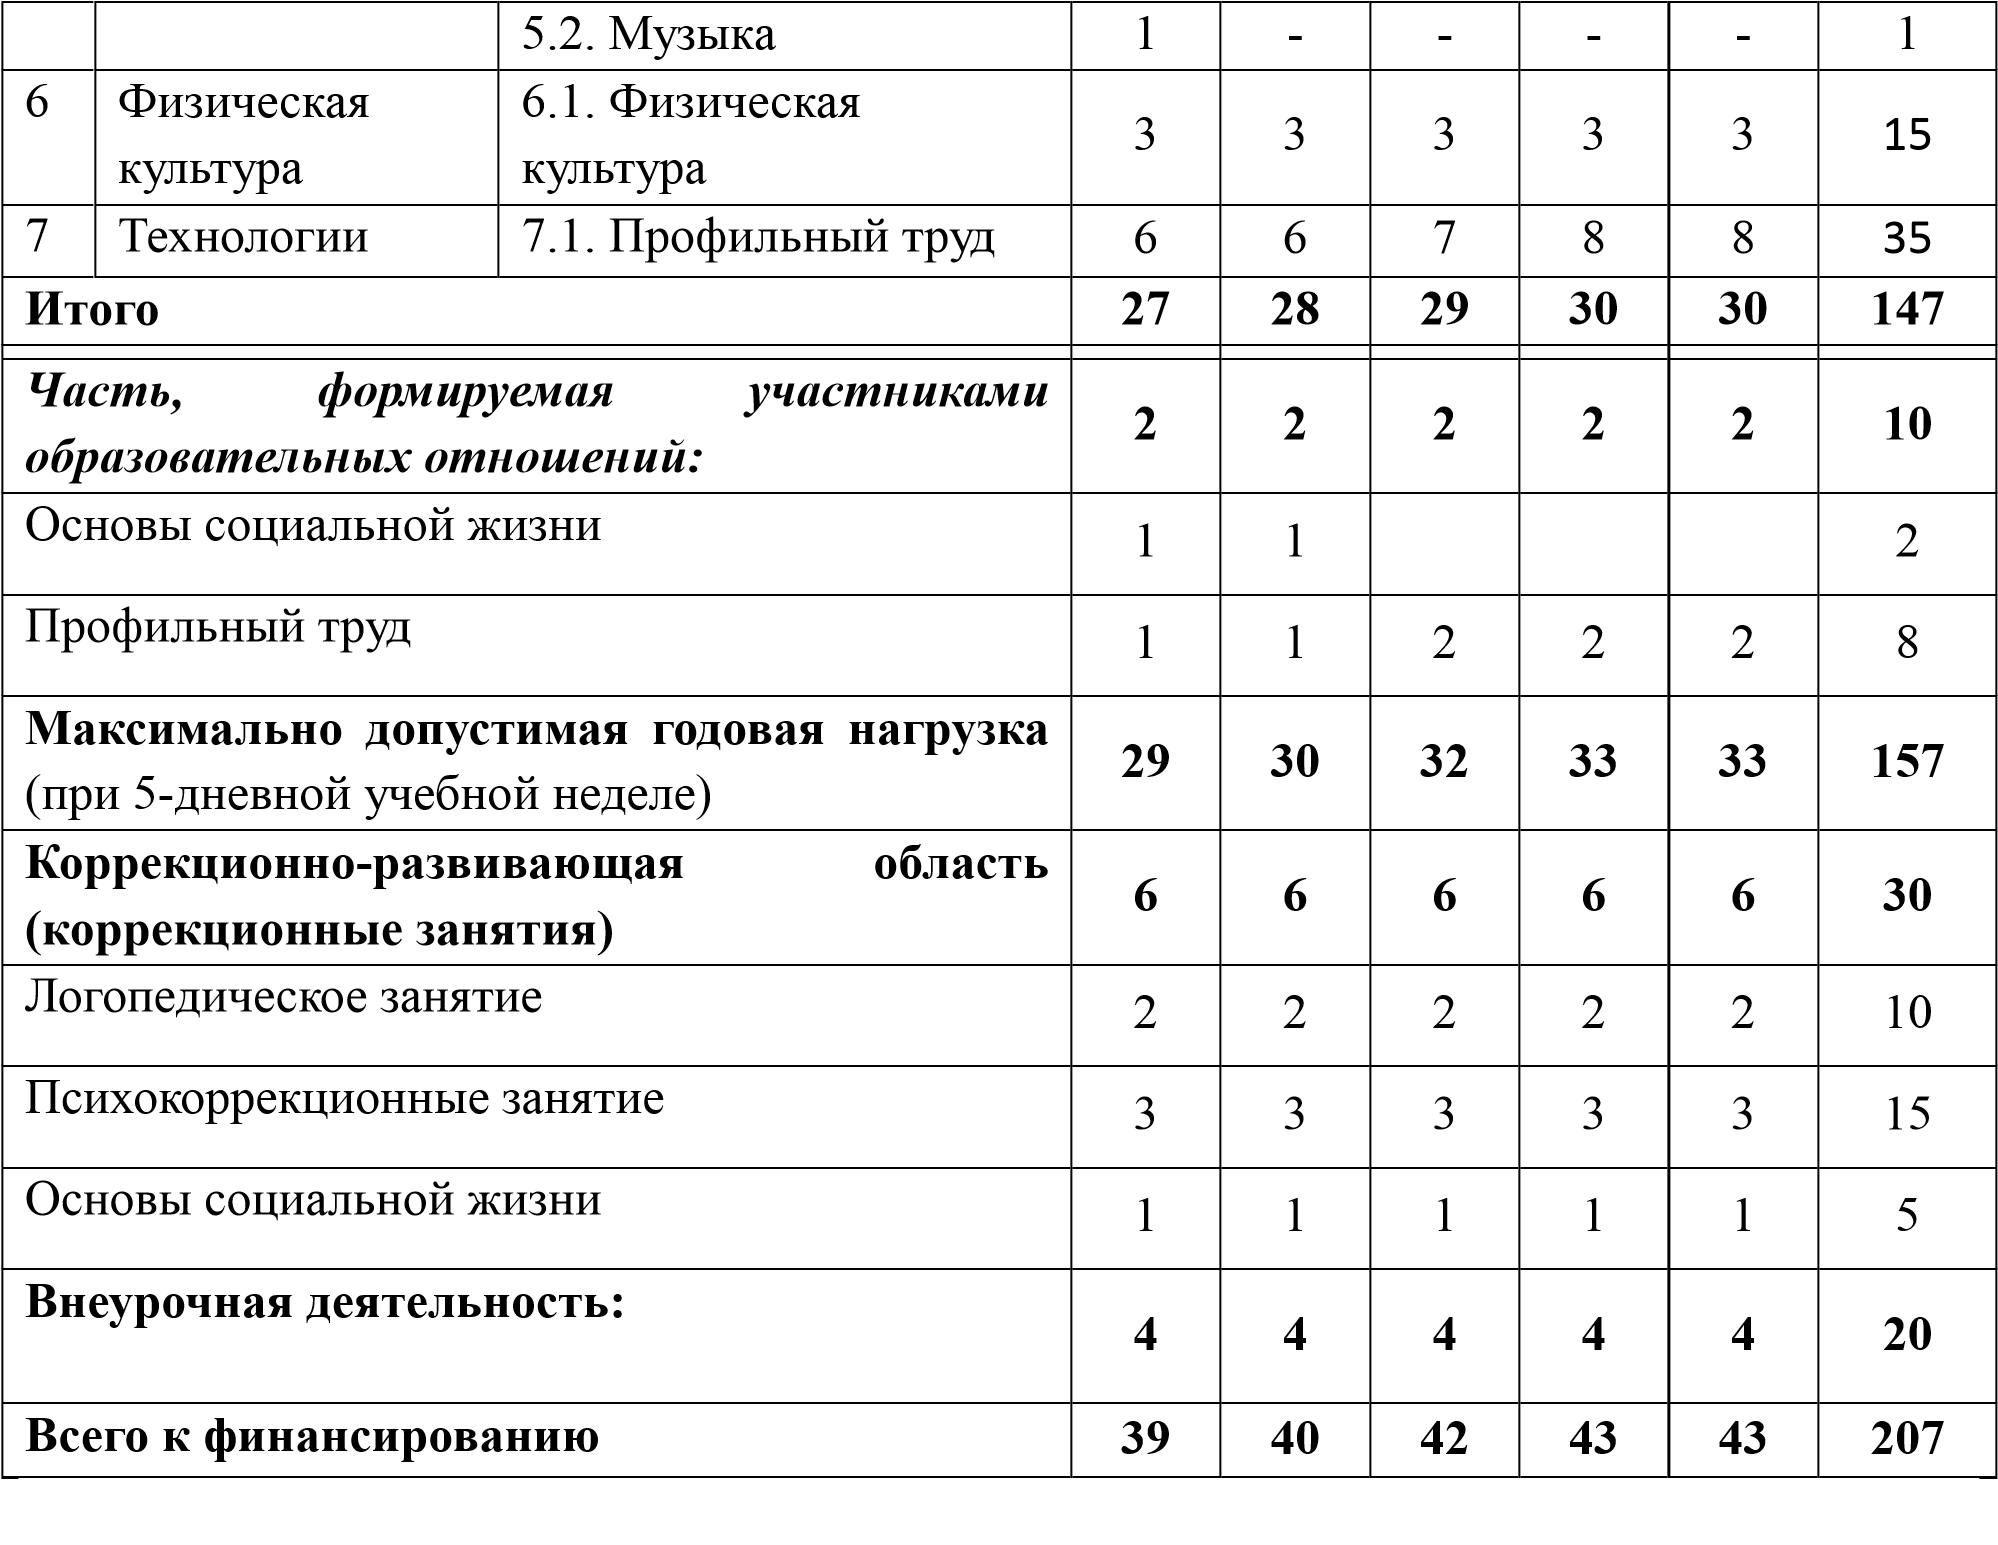 5.2. Музыка 1 - - - - 1
6 Физическая 6.1. Физическая
культура культура 3 3 3 3 3 15
7 Технологии 7.1. Профильный труд 6 6 7 8 8 35
Итого 27 28 29 30 30 147
Часть, формируемая участниками
образовательных отношений: 2 2 2 2 2 10
Основы социальной жизни 1 1 2
Профильный труд 1 1 2 2 2 8
Максимально допустимая годовая нагрузка
(при 5-дневной учебной неделе) 29 30 32 33 33 157
Коррекционно-развивающая область
(коррекционные занятия) 6 6 6 6 6 30
Логопедическое занятие 2 2 2 2 2 10
Психокоррекционные занятие 3 3 3 3 3 15
Основы социальной жизни 1 1 1 1 1 5
Внеурочная деятельность: 4 4 4 4 4 20
Всего к финансированию 39 40 42 43 43 207